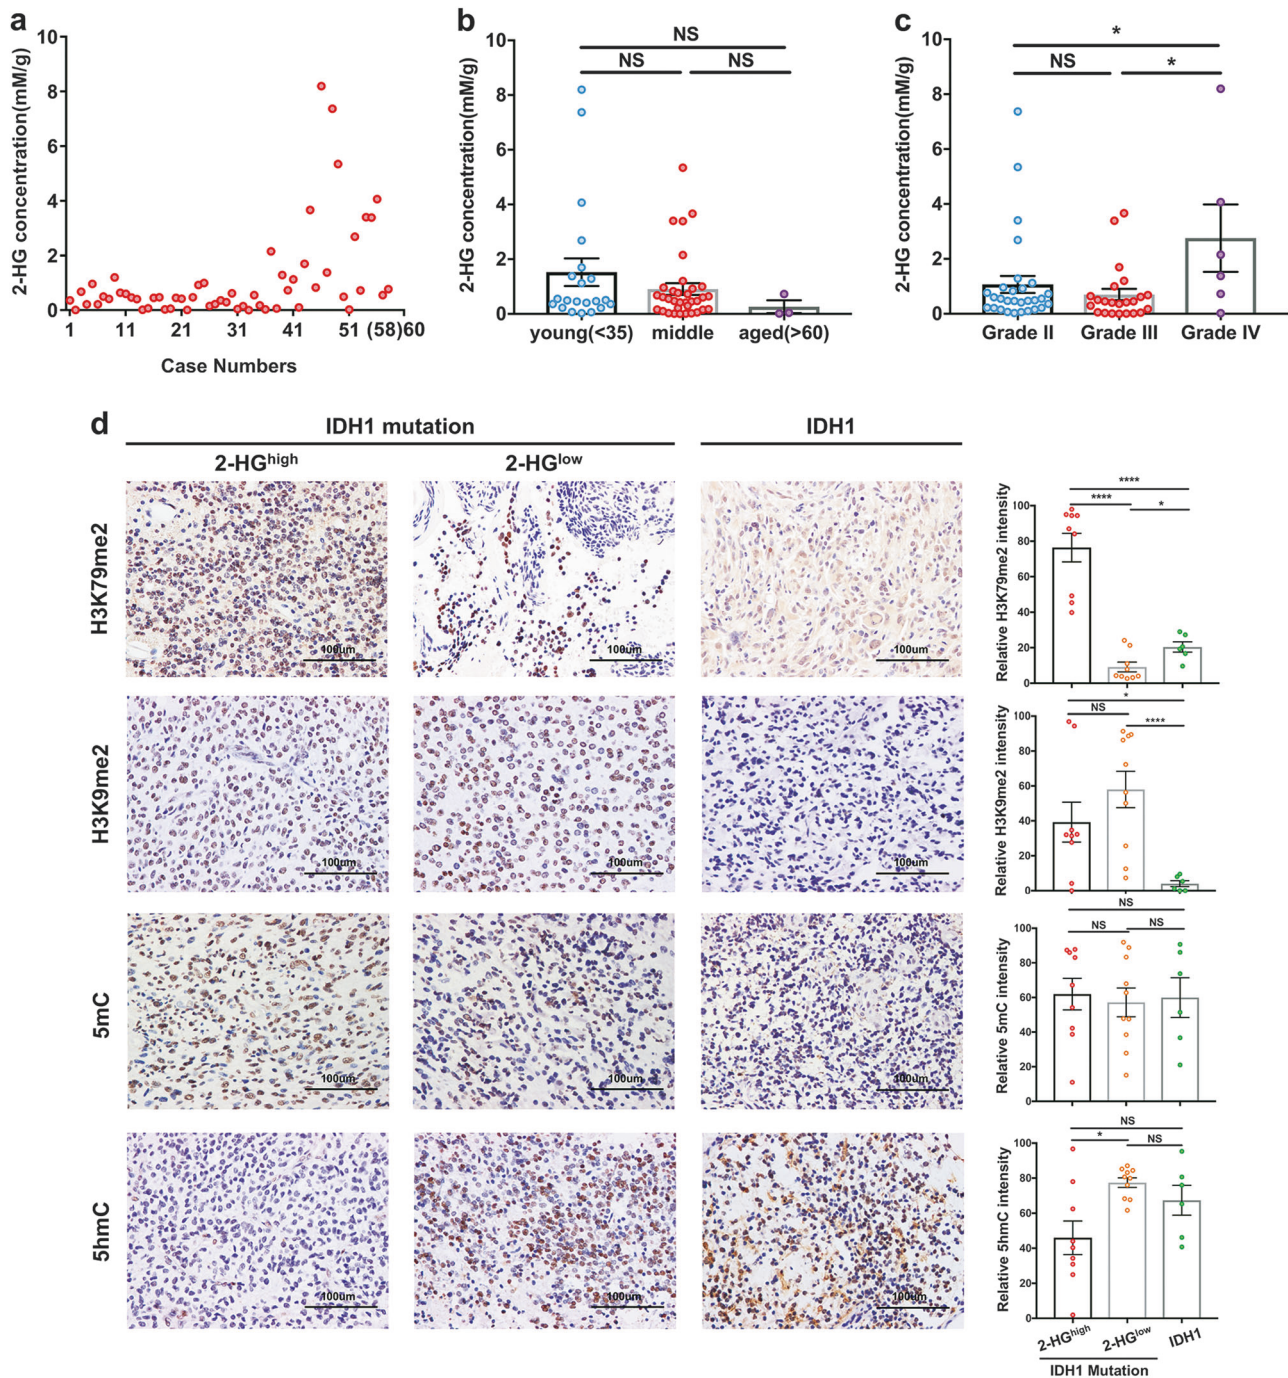 a
10
8
6
4
2
0
2-HG concentration(mM/g)
1 11 21 31 41 51 (58)60
Case Numbers
b
NS
NS NS
10
8
6
4
2
0
2-HG concentration(mM/g)
young(<35) middle aged(>60)
c
*
NS *
10
8
6
4
2
0
2-HG concentration(mM/g)
Grade II Grade III Grade IV
d
IDH1 mutation IDH1
2-HGhigh 2-HGlow
H3K79me2
100um 100um 100um
****
**** *
100
80
60
40
20
0
Relative H3K79me2 intensity
H3K9me2
100um 100um 100um
*
NS ****
100
80
60
40
20
0
Relative H3K9me2 intensity
5mC
100um 100um 100um
NS
NS NS
100
80
60
40
20
0
Relative 5mC intensity
5hmC
100um 100um 100um
NS
* NS
100
80
60
40
20
0
Relative 5hmC intensity
2-HGhigh 2-HGlow IDH1
IDH1 Mutation